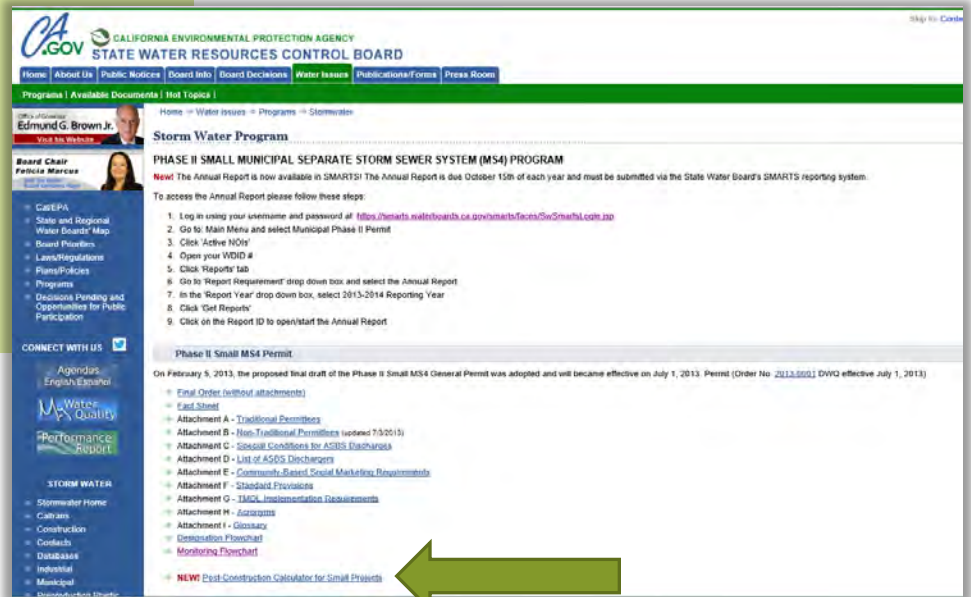 Skip to: Conte
CA.GOV
CALIFORNIA ENVIRONMENTAL PROTECTION AGENCY
STATE WATER RESOURCES CONTROL BOARD
Home About Us Public Notices Board Info Board Decisions Water Issues Publications/Forms Press Room
Programs | Available Documents | Hot Topics |
Office of Governor
Edmund G. Brown Jr.
Visit his Website
Board Chair
Felicia Marcus
CalEPA
State and Regional
Water Boards' Map
Board Priorities
Laws/Regulations
Plans/Policies
Programs
Decisions Pending and
Opportunities for Public
Participation
CONNECT WITH US
Agendas
English/Español
My Water
Quality
Performance
Report
STORM WATER
Stormwater Home
Caltrans
Construction
Contacts
Databases
Industrial
Municipal
Preproduction Plastic
Home -> Water Issues -> Programs -> Stormwater
Storm Water Program
PHASE II SMALL MUNICIPAL SEPARATE STORM SEWER SYSTEM (MS4) PROGRAM
New! The Annual Report is now available in SMARTS! The Annual Report is due October 15th of each year and must be submitted via the State Water Board's SMARTS reporting system.
To access the Annual Report please follow these steps:
1. Log in using your username and password at: https://smarts.waterboards.ca.gov/smarts/faces/SwSmartsLogin.jsp
2. Go to: Main Menu and select Municipal Phase II Permit
3. Click 'Active NOIs'
4. Open your WDID #
5. Click 'Reports' tab
6. Go to 'Report Requirement' drop down box and select the Annual Report
7. In the 'Report Year' drop down box, select 2013-2014 Reporting Year
8. Click 'Get Reports'
9. Click on the Report ID to open/start the Annual Report
Phase II Small MS4 Permit
On February 5, 2013, the proposed final draft of the Phase II Small MS4 General Permit was adopted and will became effective on July 1, 2013. Permit (Order No. 2013-0001 DWQ effective July 1, 2013)
Final Order (without attachments)
Fact Sheet
Attachment A - Traditional Permittees
Attachment B - Non-Traditional Permittees (updated 7/3/2013)
Attachment C - Special Conditions for ASBS Discharges
Attachment D - List of ASBS Dischargers
Attachment E - Community-Based Social Marketing Requirements
Attachment F - Standard Provisions
Attachment G - TMDL Implementation Requirements
Attachment H - Acronyms
Attachment I - Glossary
Designation Flowchart
Monitoring Flowchart
NEW! Post-Construction Calculator for Small Projects